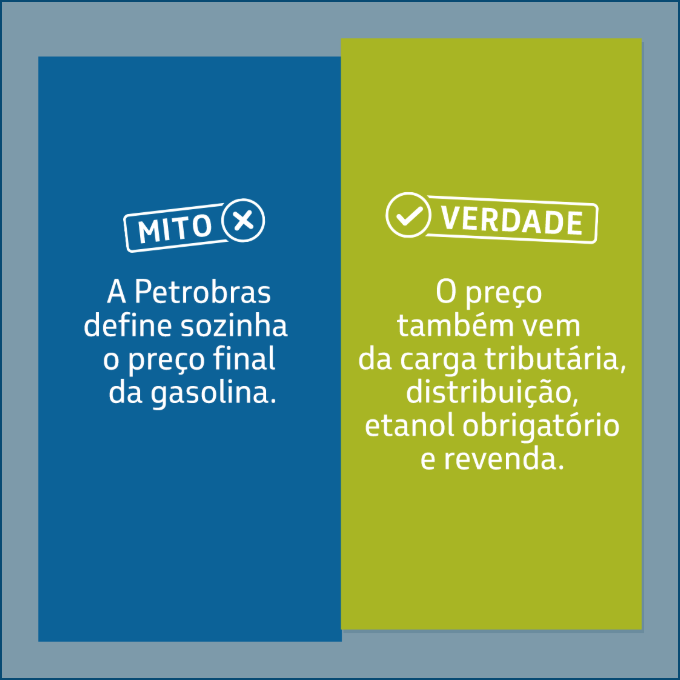 MITO
A Petrobras
define sozinha
o preço final
da gasolina.
VERDADE
O preço
também vem
da carga tributária,
distribuição,
etanol obrigatório
e revenda.